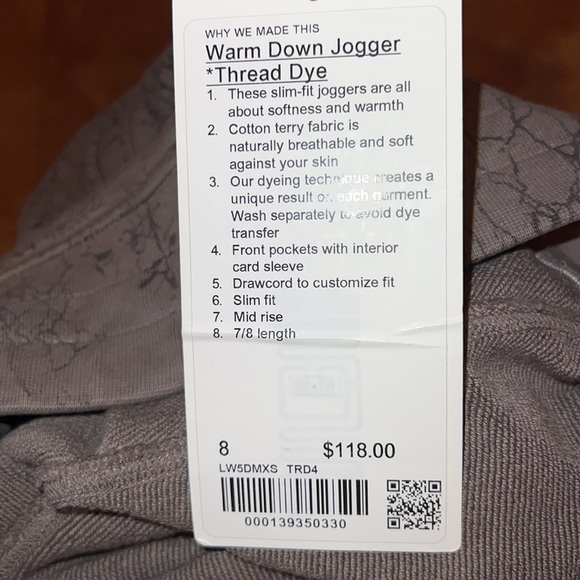 WHY WE MADE THIS
Warm Down Jogger
*Thread Dye
1. These slim-fit joggers are all
about softness and warmth
2. Cotton terry fabric is
naturally breathable and soft
against your skin
3. Our dyeing technique creates a
unique result on each garment.
Wash separately to avoid dye
transfer
4. Front pockets with interior
card sleeve
5. Drawcord to customize fit
6. Slim fit
7. Mid rise
8. 7/8 length
8 $118.00
LW5DMXS TRD4
000139350330